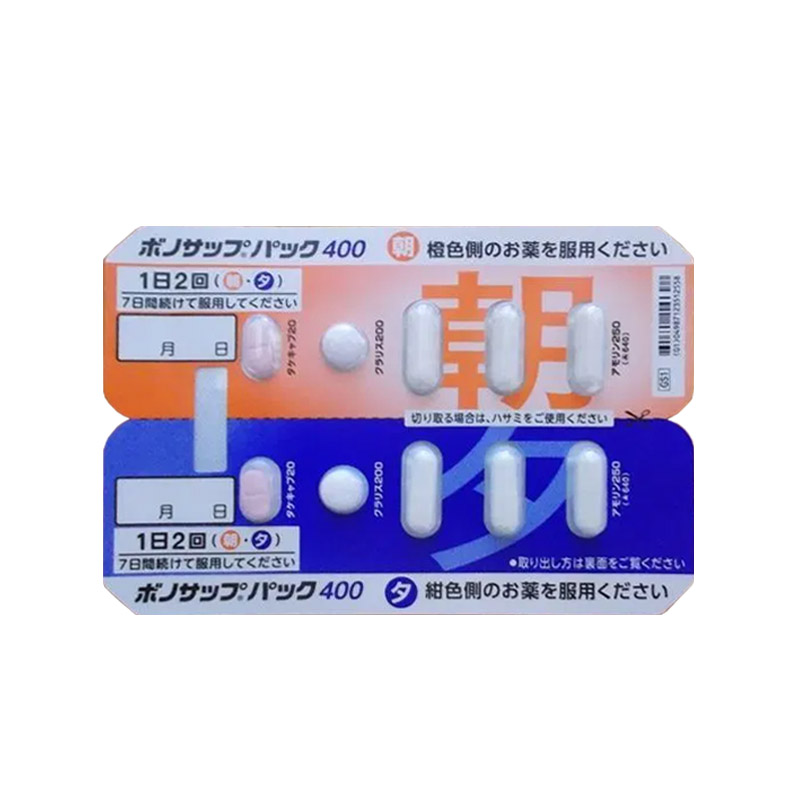 ボノサップ®パック400 朝 橙色側のお薬を服用ください
1日2回(朝・夕)
7日間続けて服用してください
月 日
タケキャブ20
クラリス200
朝
アモリン250
(×640)
GS1
切り取る場合は、ハサミをご使用ください
夕
月 日
タケキャブ20
クラリス200
アモリン250
(×640)
1日2回(朝・夕)
7日間続けて服用してください
●取り出し方は裏面をご覧ください
ボノサップ®パック400 夕 紺色側のお薬を服用ください